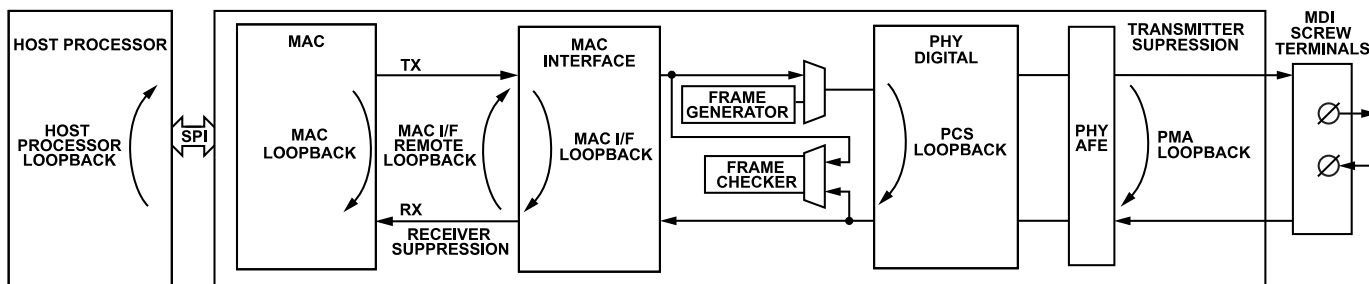 HOST PROCESSOR
HOST
PROCESSOR
LOOPBACK
SPI
MAC
MAC
LOOPBACK
TX
MAC I/F
REMOTE
LOOPBACK
RX
RECEIVER
SUPPRESSION
MAC
INTERFACE
MAC I/F
LOOPBACK
FRAME
GENERATOR
FRAME
CHECKER
PHY
DIGITAL
PCS
LOOPBACK
PHY
AFE
TRANSMITTER
SUPRESSION
PMA
LOOPBACK
MDI
SCREW
TERMINALS